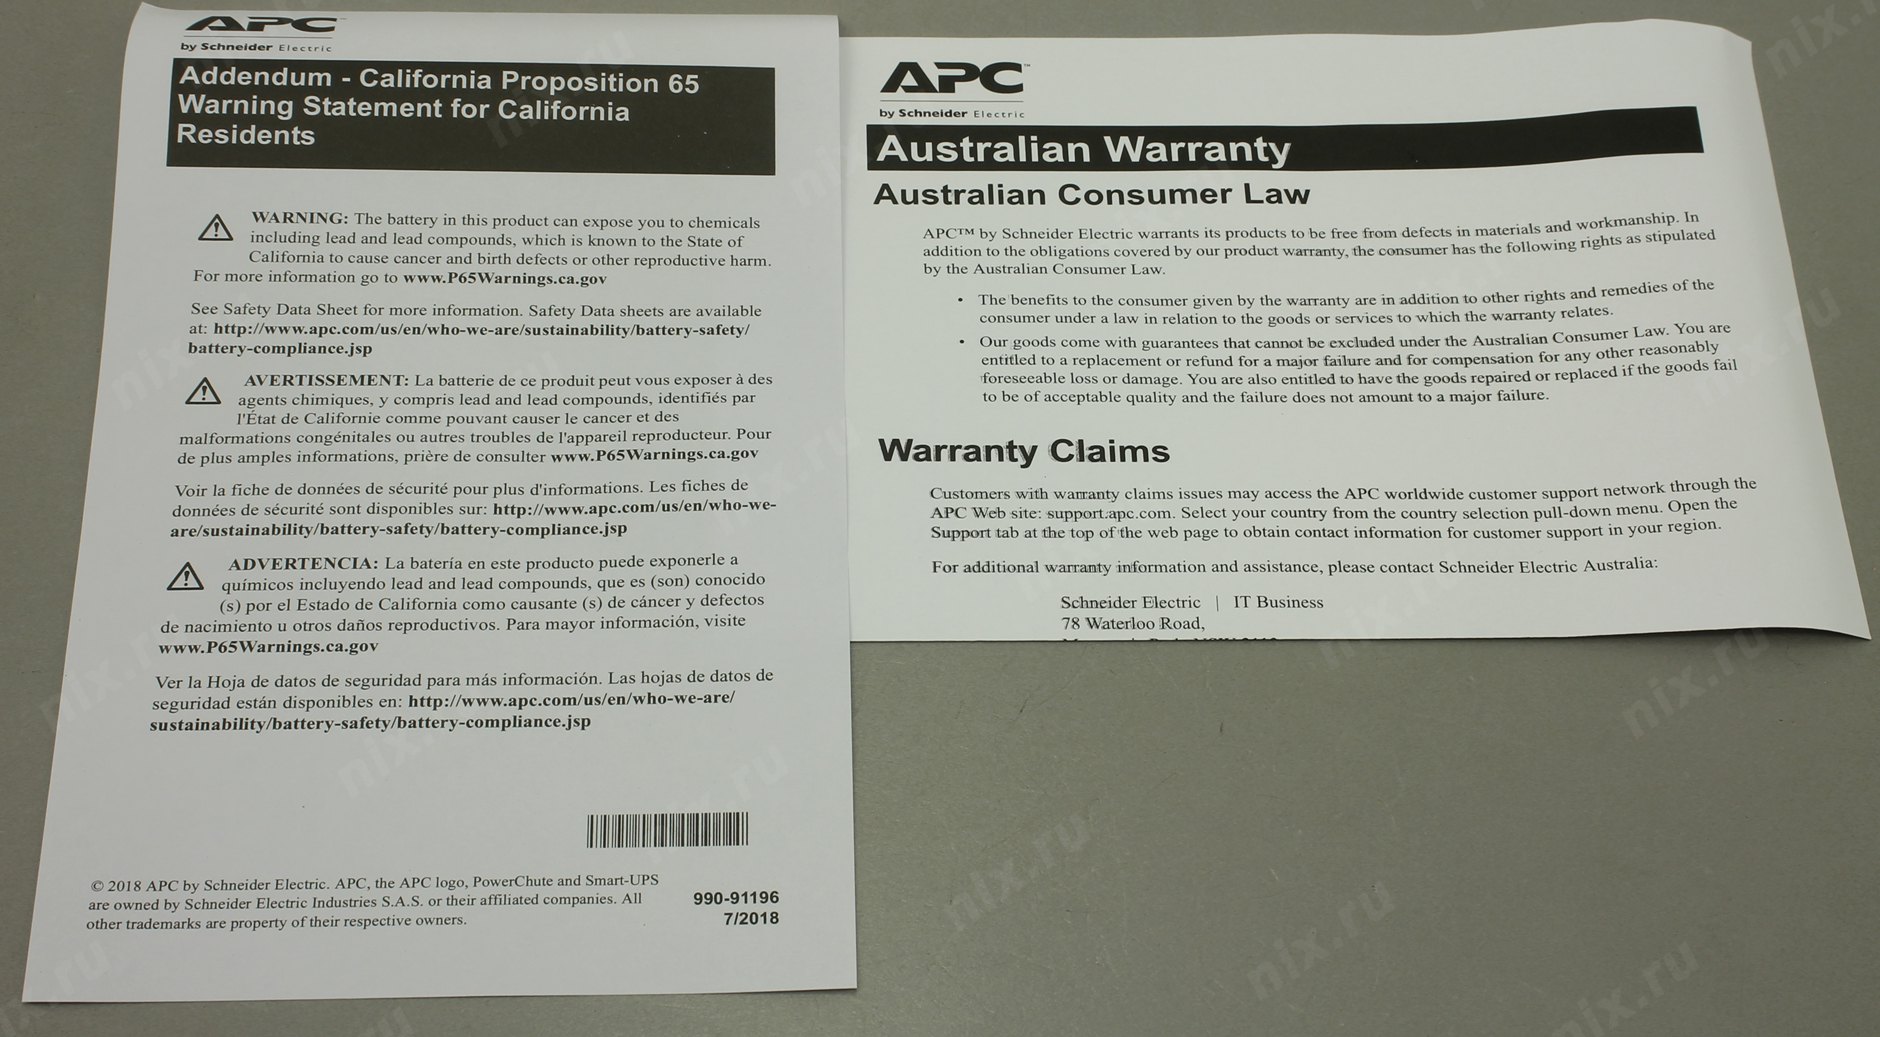 APC
by Schneider Electric
Addendum - California Proposition 65
Warning Statement for California
Residents
WARNING: The battery in this product can expose you to chemicals
including lead and lead compounds, which is known to the State of
California to cause cancer and birth defects or other reproductive harm.
For more information go to www.P65Warnings.ca.gov
See Safety Data Sheet for more information. Safety Data sheets are available
at: http://www.apc.com/us/en/who-we-are/sustainability/battery-safety/
battery-compliance.jsp
AVERTISSEMENT: La batterie de ce produit peut vous exposer à des
agents chimiques, y compris lead and lead compounds, identifiés par
l'État de Californie comme pouvant causer le cancer et des
malformations congénitales ou autres troubles de l'appareil reproducteur. Pour
de plus amples informations, prière de consulter www.P65Warnings.ca.gov
Voir la fiche de données de sécurité pour plus d'informations. Les fiches de
données de sécurité sont disponibles sur: http://www.apc.com/us/en/who-we-
are/sustainability/battery-safety/battery-compliance.jsp
ADVERTENCIA: La batería en este producto puede exponerle a
químicos incluyendo lead and lead compounds, que es (son) conocido
(s) por el Estado de California como causante (s) de cáncer y defectos
de nacimiento u otros daños reproductivos. Para mayor información, visite
www.P65Warnings.ca.gov
Ver la Hoja de datos de seguridad para más información. Las hojas de datos de
seguridad están disponibles en: http://www.apc.com/us/en/who-we-are/
sustainability/battery-safety/battery-compliance.jsp
© 2018 APC by Schneider Electric. APC, the APC logo, PowerChute and Smart-UPS
are owned by Schneider Electric Industries S.A.S. or their affiliated companies. All
other trademarks are property of their respective owners.
990-91196
7/2018
APC™
by Schneider Electric
Australian Warranty
Australian Consumer Law
APC™ by Schneider Electric warrants its products to be free from defects in materials and workmanship. In
addition to the obligations covered by our product warranty, the consumer has the following rights as stipulated
by the Australian Consumer Law.
• The benefits to the consumer given by the warranty are in addition to other rights and remedies of the
consumer under a law in relation to the goods or services to which the warranty relates.
• Our goods come with guarantees that cannot be excluded under the Australian Consumer Law. You are
entitled to a replacement or refund for a major failure and for compensation for any other reasonably
foreseeable loss or damage. You are also entitled to have the goods repaired or replaced if the goods fail
to be of acceptable quality and the failure does not amount to a major failure.
Warranty Claims
Customers with warranty claims issues may access the APC worldwide customer support network through the
APC Web site: support.apc.com. Select your country from the country selection pull-down menu. Open the
Support tab at the top of the web page to obtain contact information for customer support in your region.
For additional warranty information and assistance, please contact Schneider Electric Australia:
Schneider Electric | IT Business
78 Waterloo Road,
nix.ru